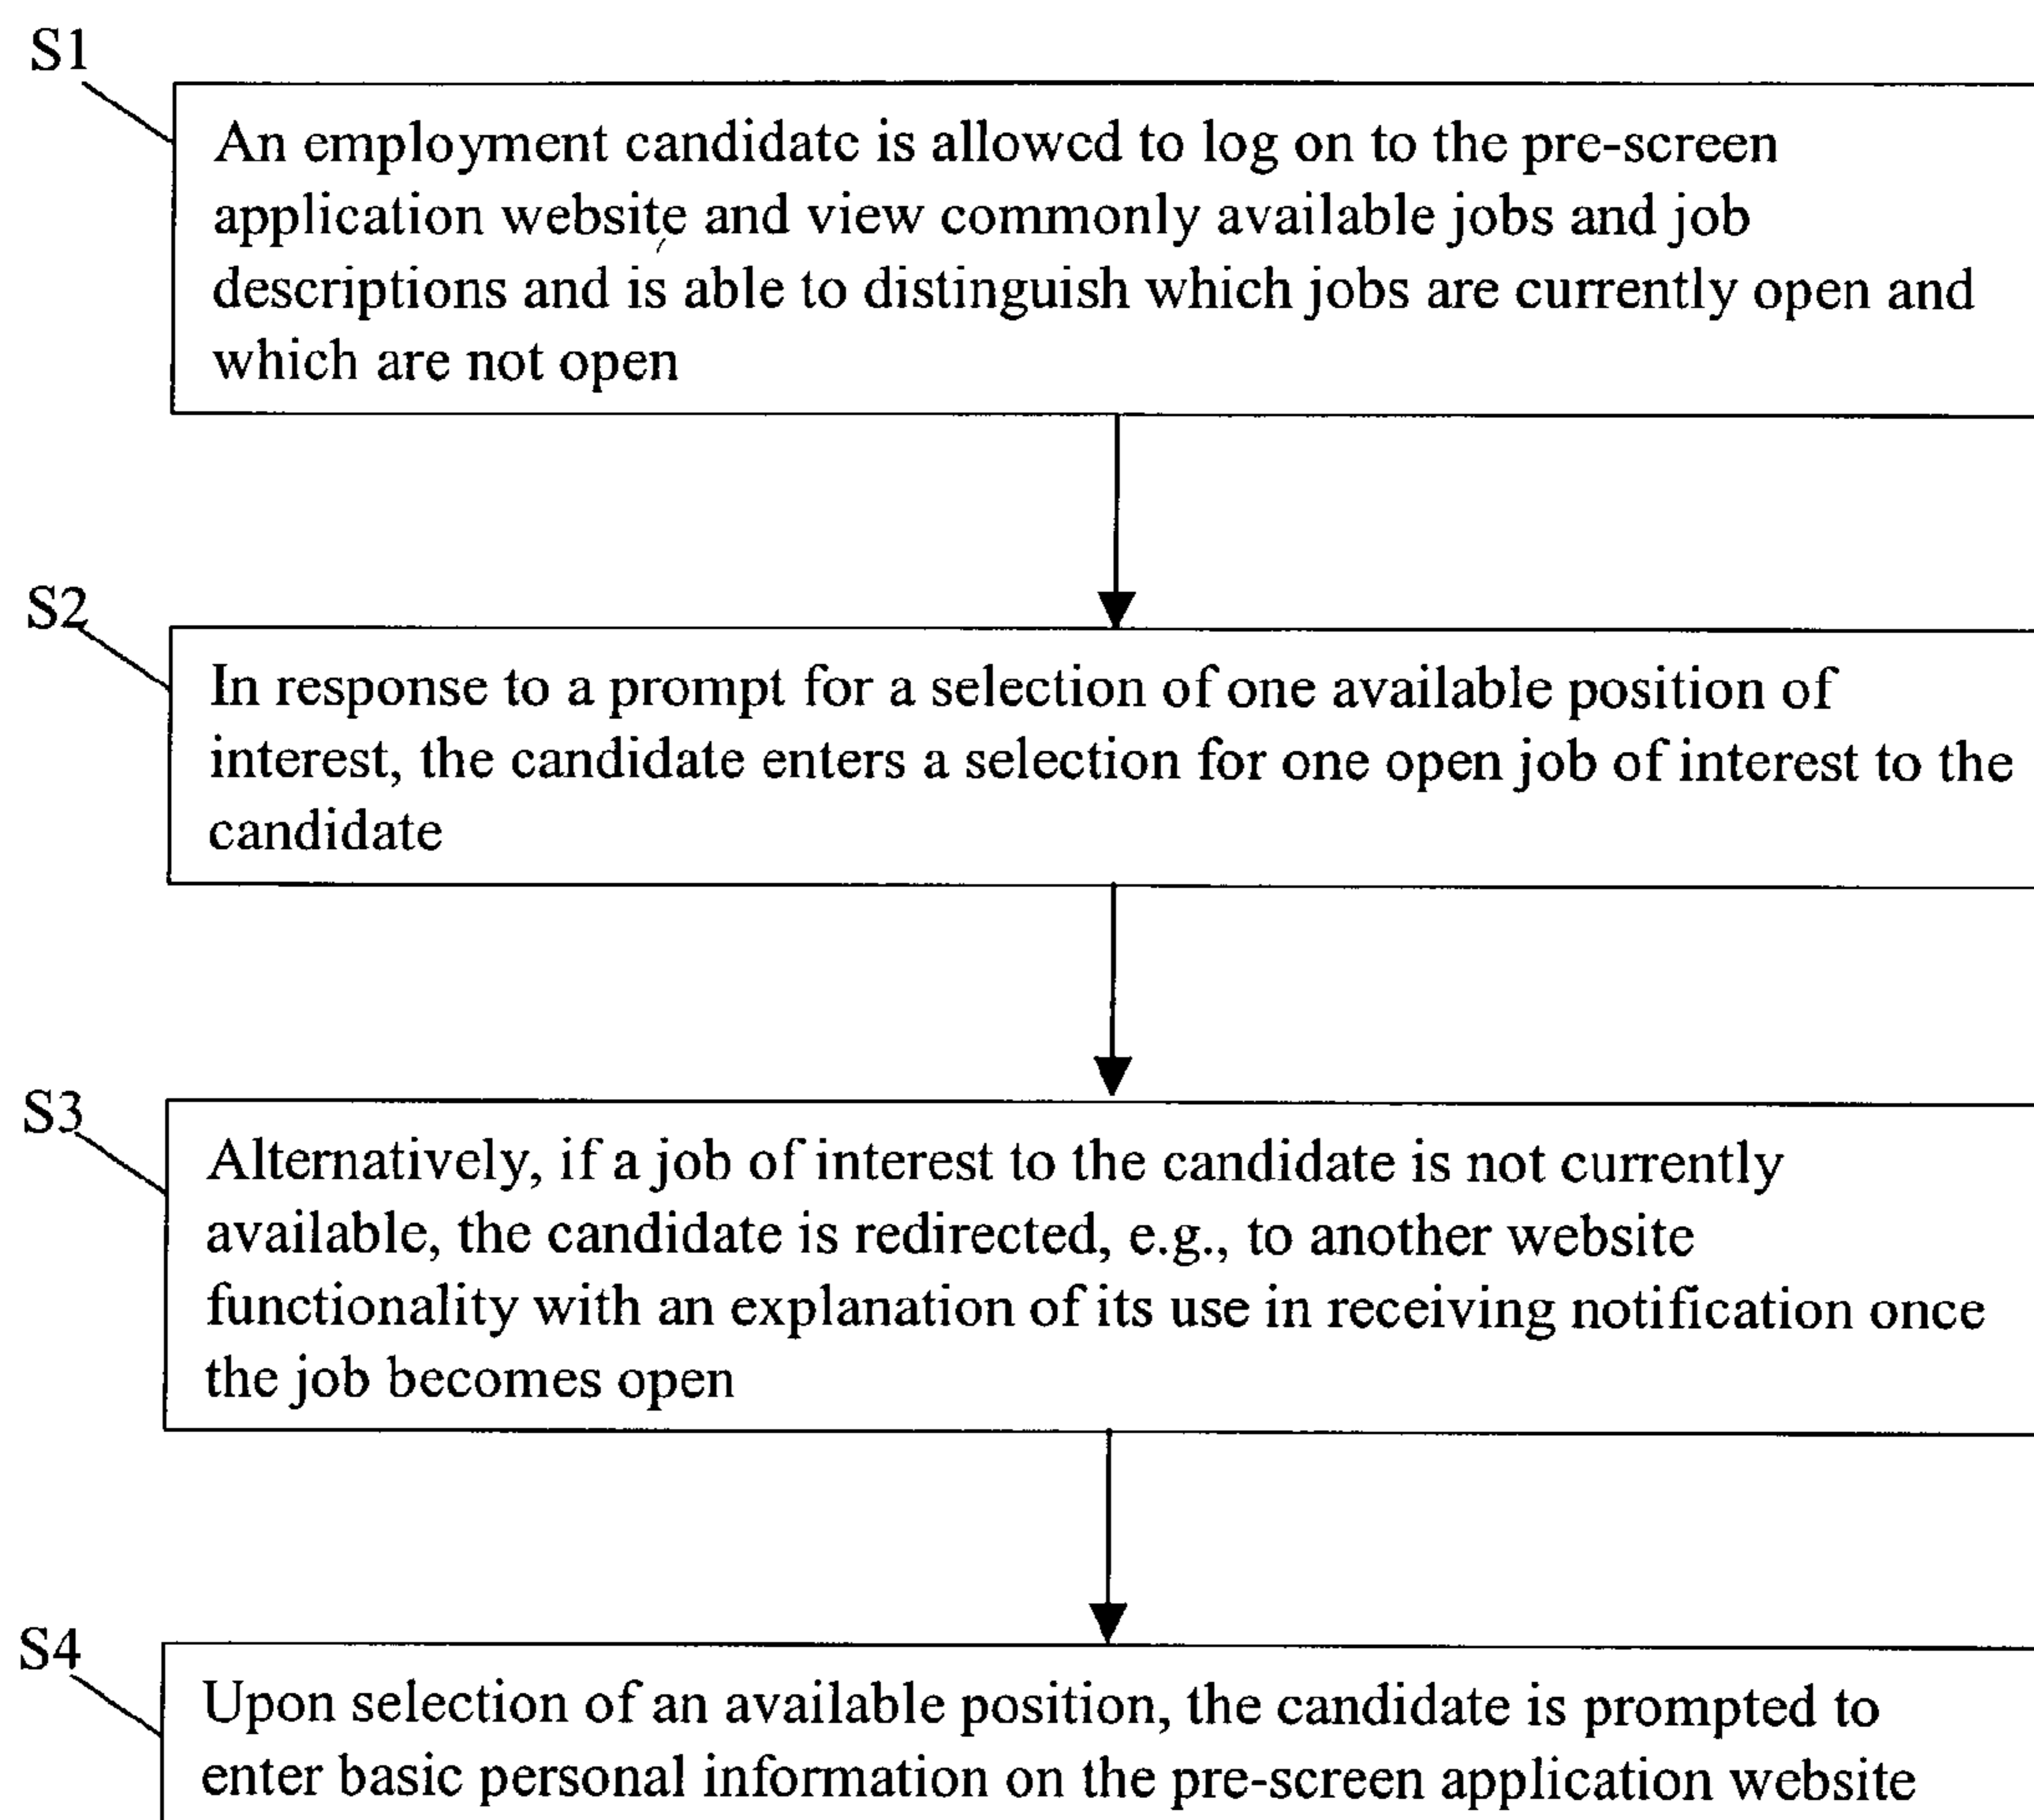 S1
An employment candidate is allowed to log on to the pre-screen
application website and view commonly available jobs and job
descriptions and is able to distinguish which jobs are currently open and
which are not open
S2
In response to a prompt for a selection of one available position of
interest, the candidate enters a selection for one open job of interest to the
candidate
S3
Alternatively, if a job of interest to the candidate is not currently
available, the candidate is redirected, e.g., to another website
functionality with an explanation of its use in receiving notification once
the job becomes open
S4
Upon selection of an available position, the candidate is prompted to
enter basic personal information on the pre-screen application website